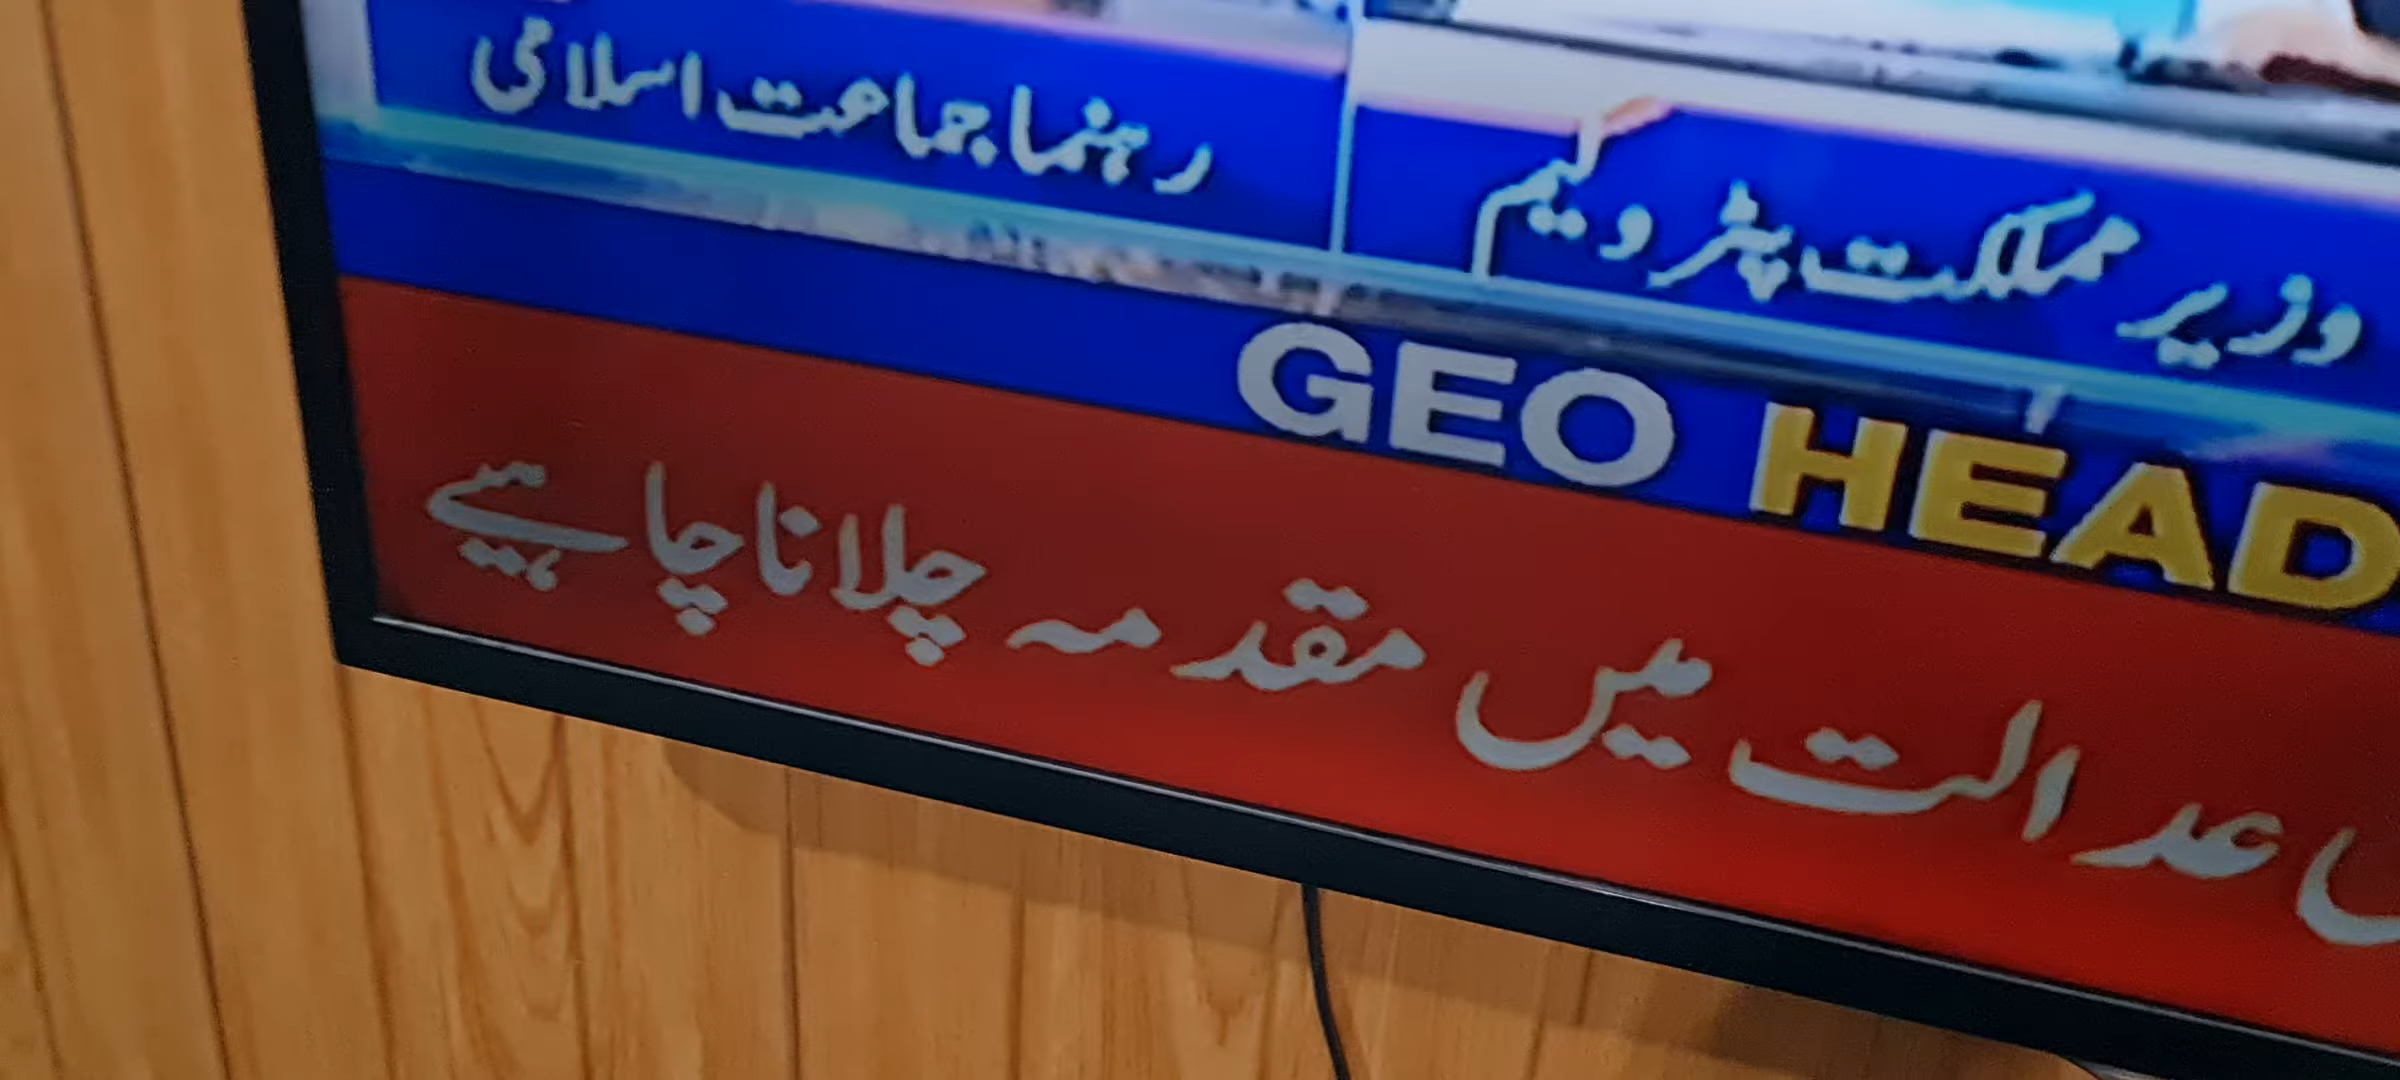 وزیر مملکت پٹرولیم
رہنما جماعت اسلامی
GEO HEAD
عدالت میں مقدمہ چلانا چاہیے